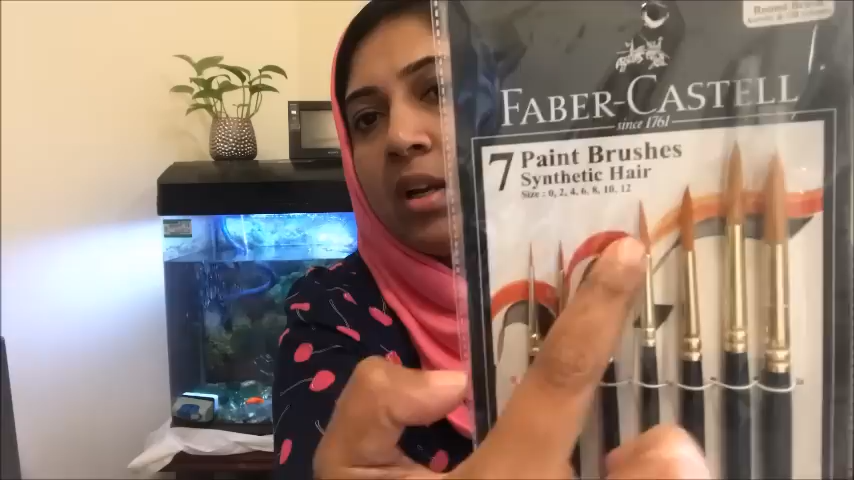 FABER-CASTELL
since 1761
7 Paint Brushes
Synthetic Hair
Size : 0, 2, 4, 6, 8, 10, 12